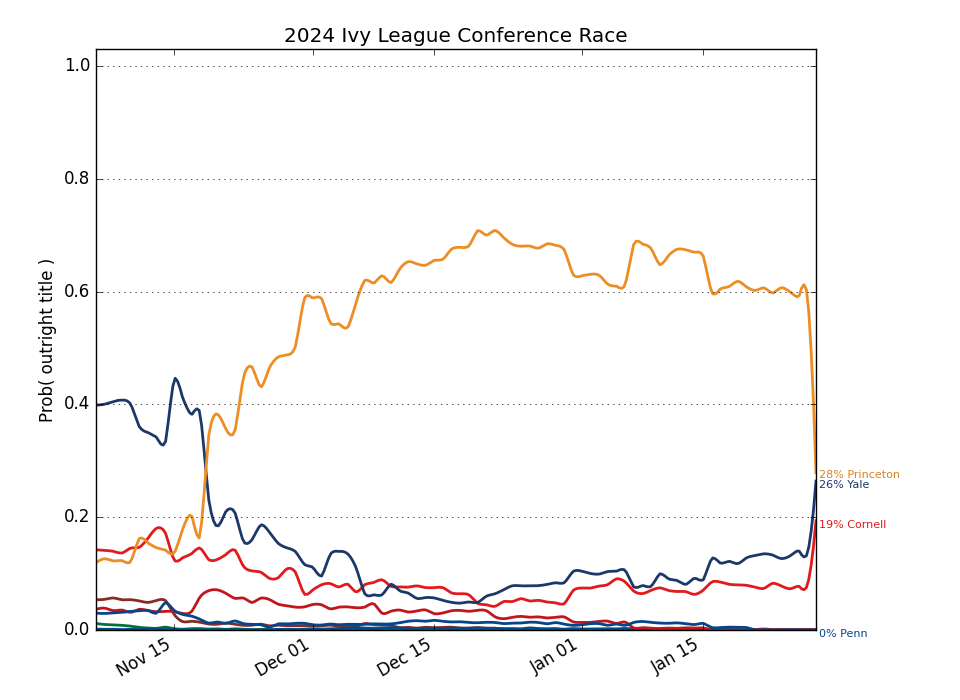 2024 Ivy League Conference Race
Prob( outright title )
1.0
0.8
0.6
0.4
0.2
0.0
28% Princeton
26% Yale
19% Cornell
0% Penn
Nov 15
Dec 01
Dec 15
Jan 01
Jan 15